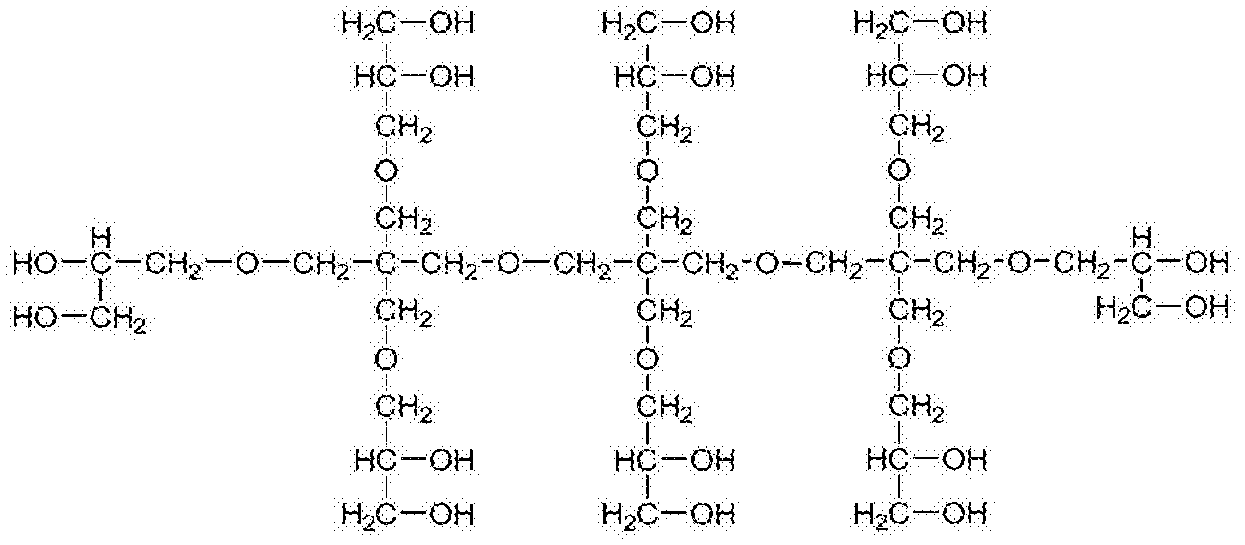 H₂C—OH H₂C—OH H₂C—OH
HC—OH HC—OH HC—OH
CH₂ CH₂ CH₂
O O O
CH₂ CH₂ CH₂
H H
HO—C—CH₂—O—CH₂—C—CH₂—O—CH₂—C—CH₂—O—CH₂—C—CH₂—O—CH₂—C—OH
HO—CH₂ CH₂ CH₂ CH₂ H₂C—OH
O O O
CH₂ CH₂ CH₂
HC—OH HC—OH HC—OH
H₂C—OH H₂C—OH H₂C—OH